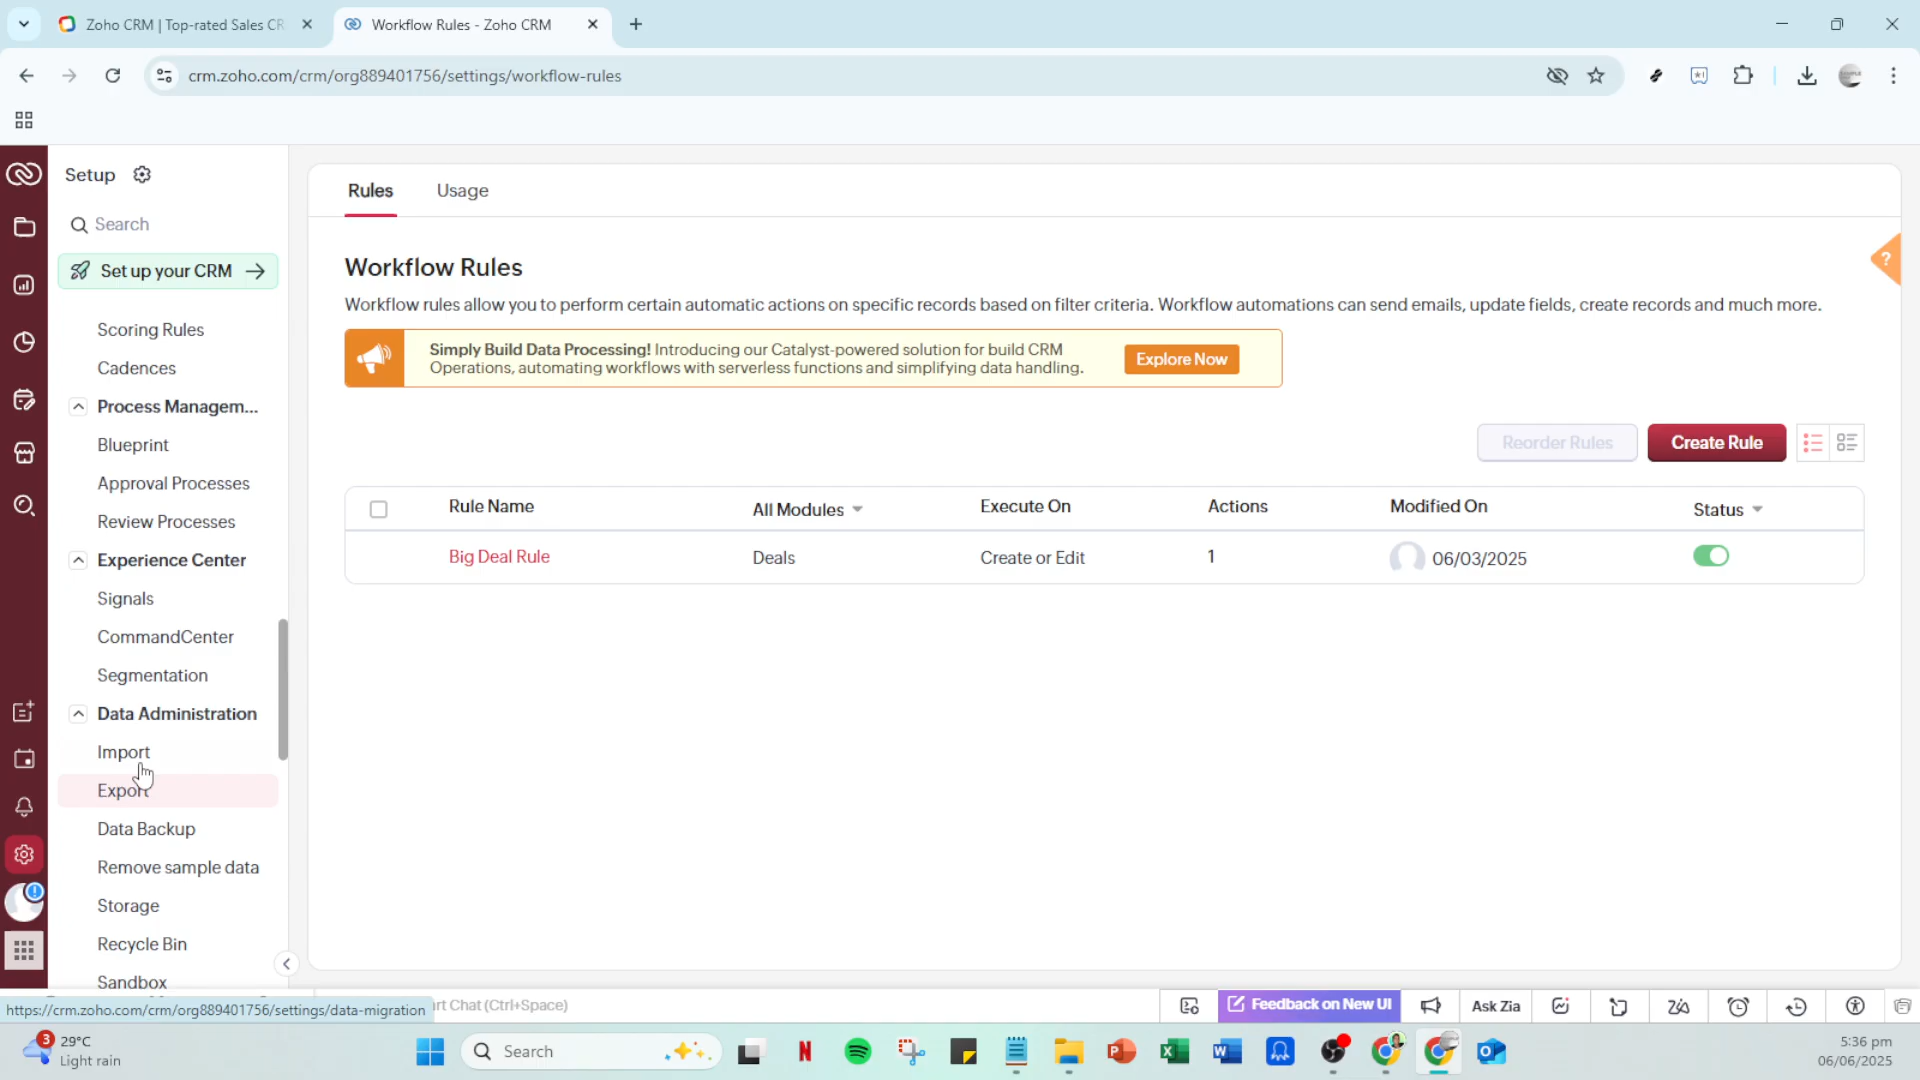 Zoho CRM | Top-rated Sales CR
Workflow Rules - Zoho CRM
crm.zoho.com/crm/org889401756/settings/workflow-rules
Setup
Search
Set up your CRM
Scoring Rules
Cadences
Process Managem...
Blueprint
Approval Processes
Review Processes
Experience Center
Signals
CommandCenter
Segmentation
Data Administration
Import
Export
Data Backup
Remove sample data
Storage
Recycle Bin
Sandbox
Rules
Usage
Workflow Rules
Workflow rules allow you to perform certain automatic actions on specific records based on filter criteria. Workflow automations can send emails, update fields, create records and much more.
Simply Build Data Processing! Introducing our Catalyst-powered solution for build CRM
Operations, automating workflows with serverless functions and simplifying data handling.
Explore Now
?
Reorder Rules
Create Rule
Rule Name
All Modules
Execute On
Actions
Modified On
Status
Big Deal Rule
Deals
Create or Edit
1
06/03/2025
https://crm.zoho.com/crm/org889401756/settings/data-migration
rt Chat (Ctrl+Space)
Feedback on New UI
Ask Zia
3
29°C
Light rain
Search
5:36 pm
06/06/2025